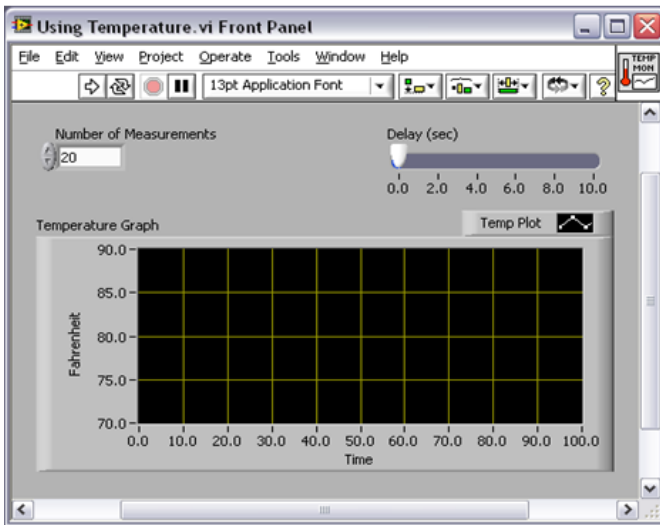 Using Temperature.vi Front Panel
File Edit View Project Operate Tools Window Help
TEMP
MON
13pt Application Font
Number of Measurements
20
Delay (sec)
0.0 2.0 4.0 6.0 8.0 10.0
Temperature Graph
Temp Plot
90.0
85.0
80.0
75.0
70.0
Fahrenheit
0.0 10.0 20.0 30.0 40.0 50.0 60.0 70.0 80.0 90.0 100.0
Time